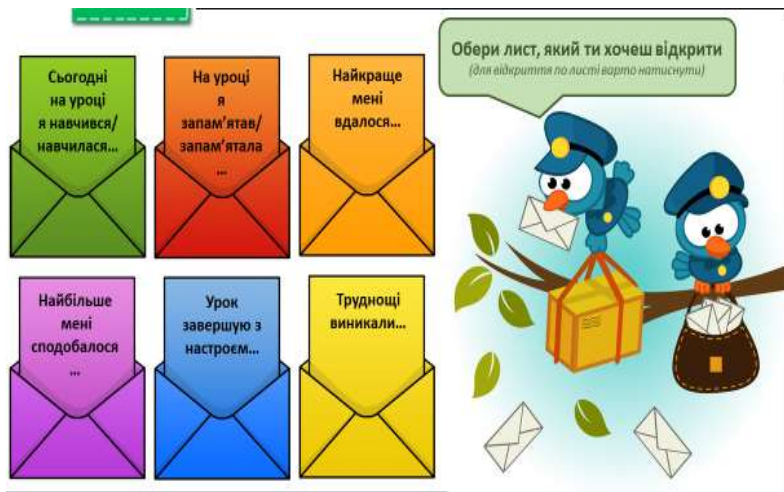 Обери лист, який ти хочеш відкрити
(для відкриття по листі варто натиснути)
Сьогодні
на уроці
я навчився/
навчилася...
На уроці
я
запам'ятав/
запам'ятала
...
Найкраще
мені
вдалося...
Найбільше
мені
сподобалося
...
Урок
завершую з
настроєм...
Труднощі
виникали...